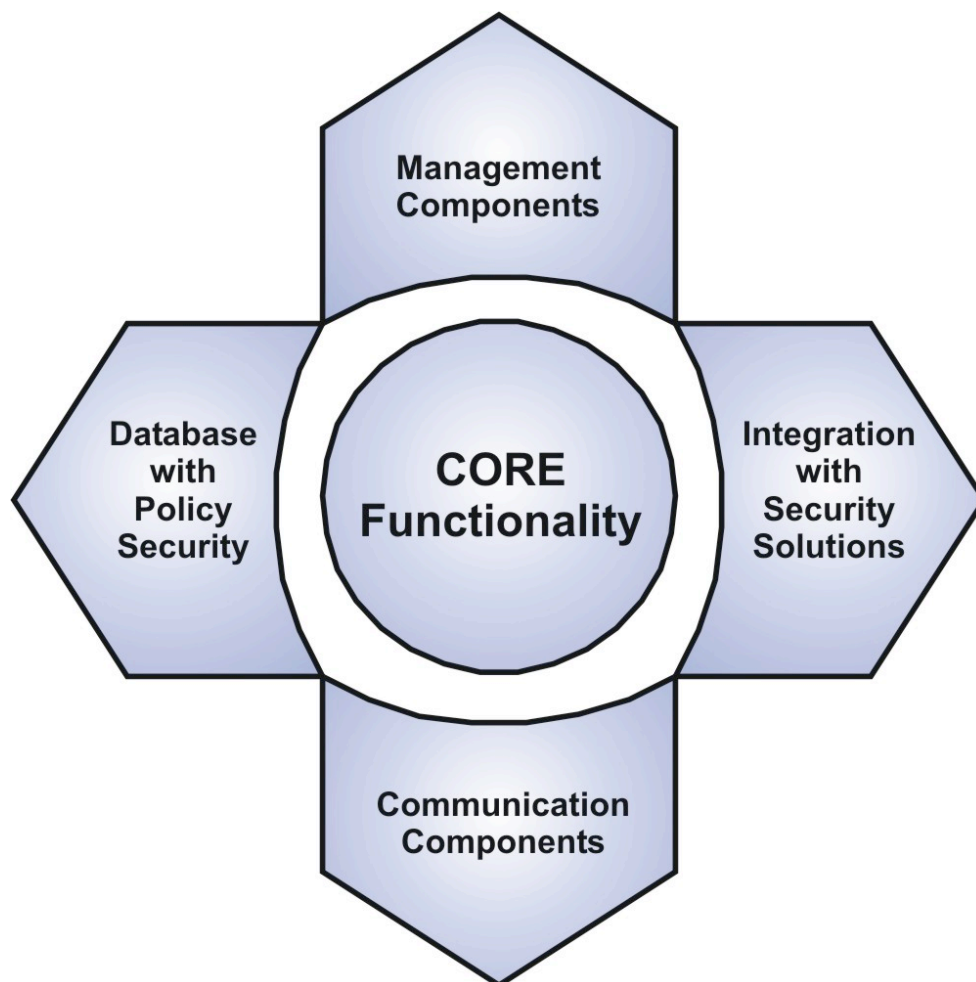 Management
Components
Database
with
Policy
Security
CORE
Functionality
Integration
with
Security
Solutions
Communication
Components